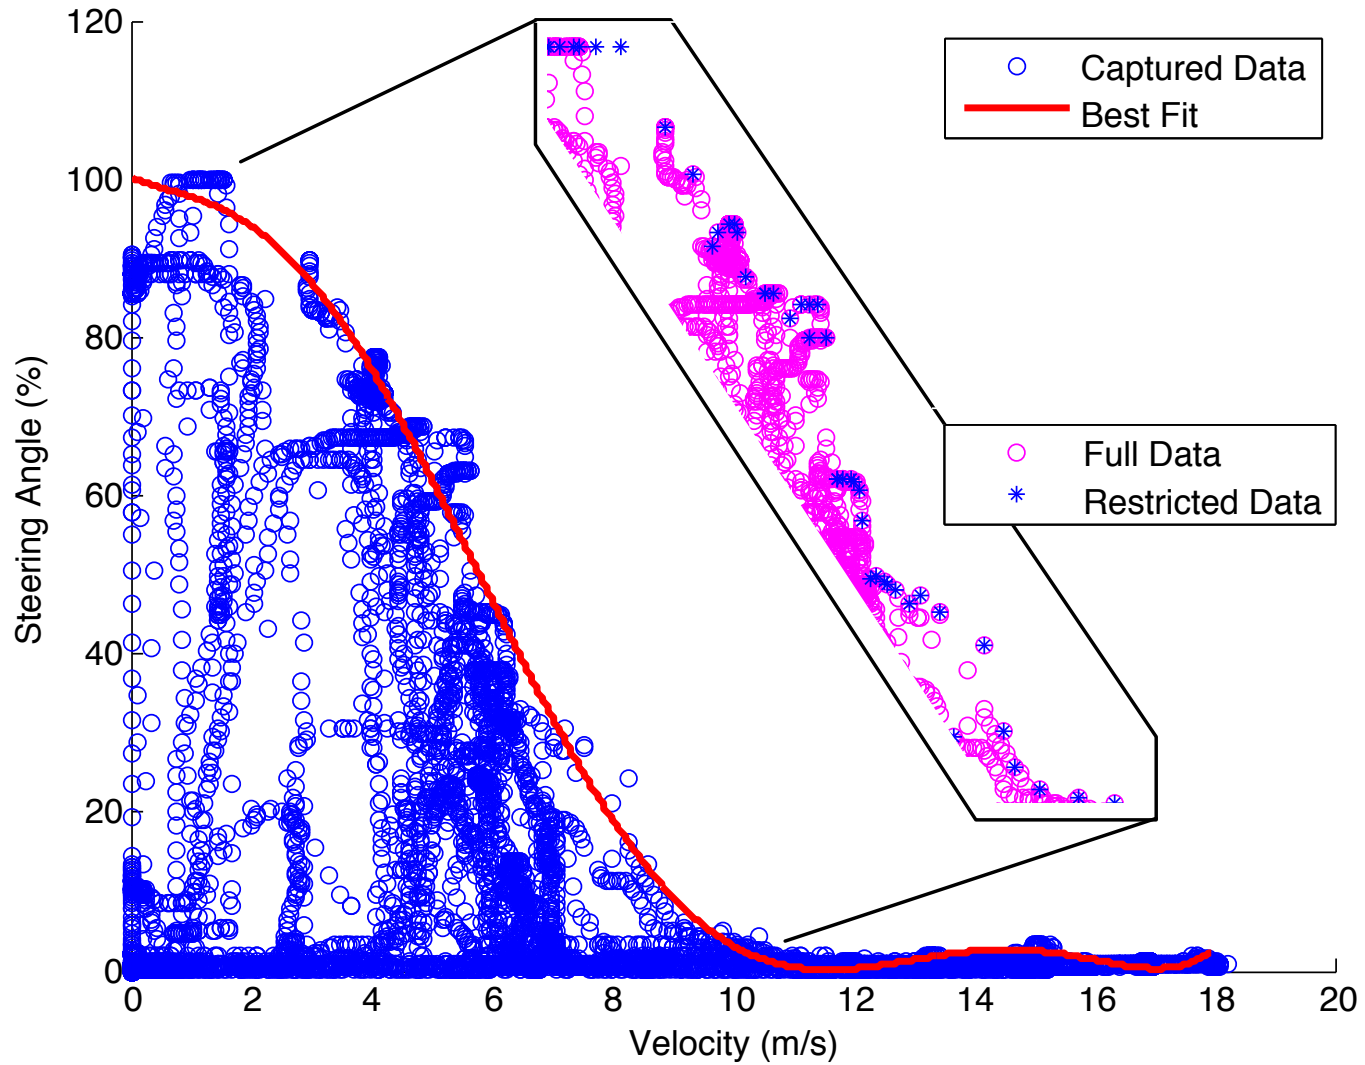 120
100
80
60
40
20
0
Steering Angle (%)
0 2 4 6 8 10 12 14 16 18 20
Velocity (m/s)
Captured Data
Best Fit
Full Data
Restricted Data